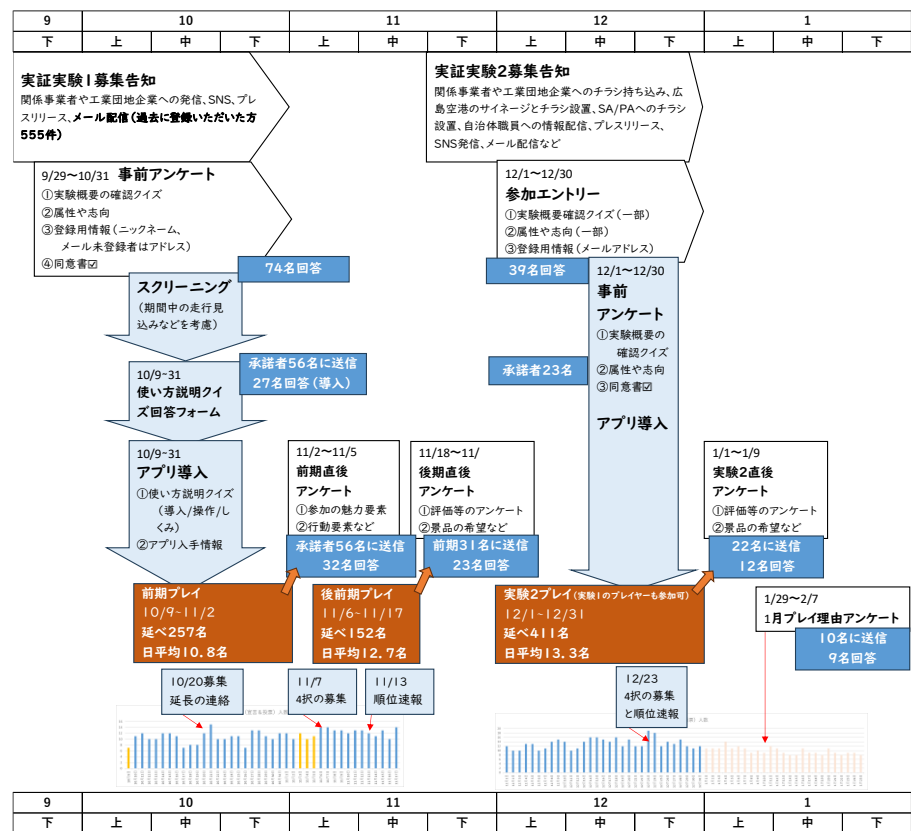 9 10 11 12 1
下 上 中 下 上 中 下 上 中 下 上 中 下
実証実験1募集告知
関係事業者や工業団地企業への発信、SNS、プレ
スリリース、メール配信(過去に登録いただいた方
555件)
実証実験2募集告知
関係事業者や工業団地企業へのチラシ持ち込み、広
島空港のサイネージとチラシ設置、SA/PAへのチラシ
設置、自治体職員への情報配信、プレスリリース、
SNS発信、メール配信など
9/29~10/31 事前アンケート
①実験概要の確認クイズ
②属性や志向
③登録用情報(ニックネーム、
メール未登録者はアドレス)
④同意書☑
74名回答
12/1~12/30
参加エントリー
①実験概要確認クイズ(一部)
②属性や志向(一部)
③登録用情報(メールアドレス)
39名回答
スクリーニング
(期間中の走行見
込みなどを考慮)
承諾者56名に送信
27名回答(導入)
10/9~31
使い方説明クイ
ズ回答フォーム
12/1~12/30
事前
アンケート
①実験概要の
確認クイズ
②属性や志向
③同意書☑
アプリ導入
承諾者23名
10/9~31
アプリ導入
①使い方説明クイズ
(導入/操作/し
くみ)
②アプリ入手情報
11/2~11/5
前期直後
アンケート
①参加の魅力要素
②行動要素など
承諾者56名に送信
32名回答
11/18~11/
後期直後
アンケート
①評価等のアンケート
②景品の希望など
前期31名に送信
23名回答
1/1~1/9
実験2直後
アンケート
①評価等のアンケート
②景品の希望など
22名に送信
12名回答
前期プレイ
10/9~11/2
延べ257名
日平均10.8名
後前期プレイ
11/6~11/17
延べ152名
日平均12.7名
実験2プレイ(実験1のプレイヤーも参加可)
12/1~12/31
延べ411名
日平均13.3名
1/29~2/7
1月プレイ理由アンケート
10名に送信
9名回答
10/20募集
延長の連絡
11/7
4択の募集
11/13
順位速報
12/23
4択の募集
と順位速報
9 10 11 12 1
下 上 中 下 上 中 下 上 中 下 上 中 下